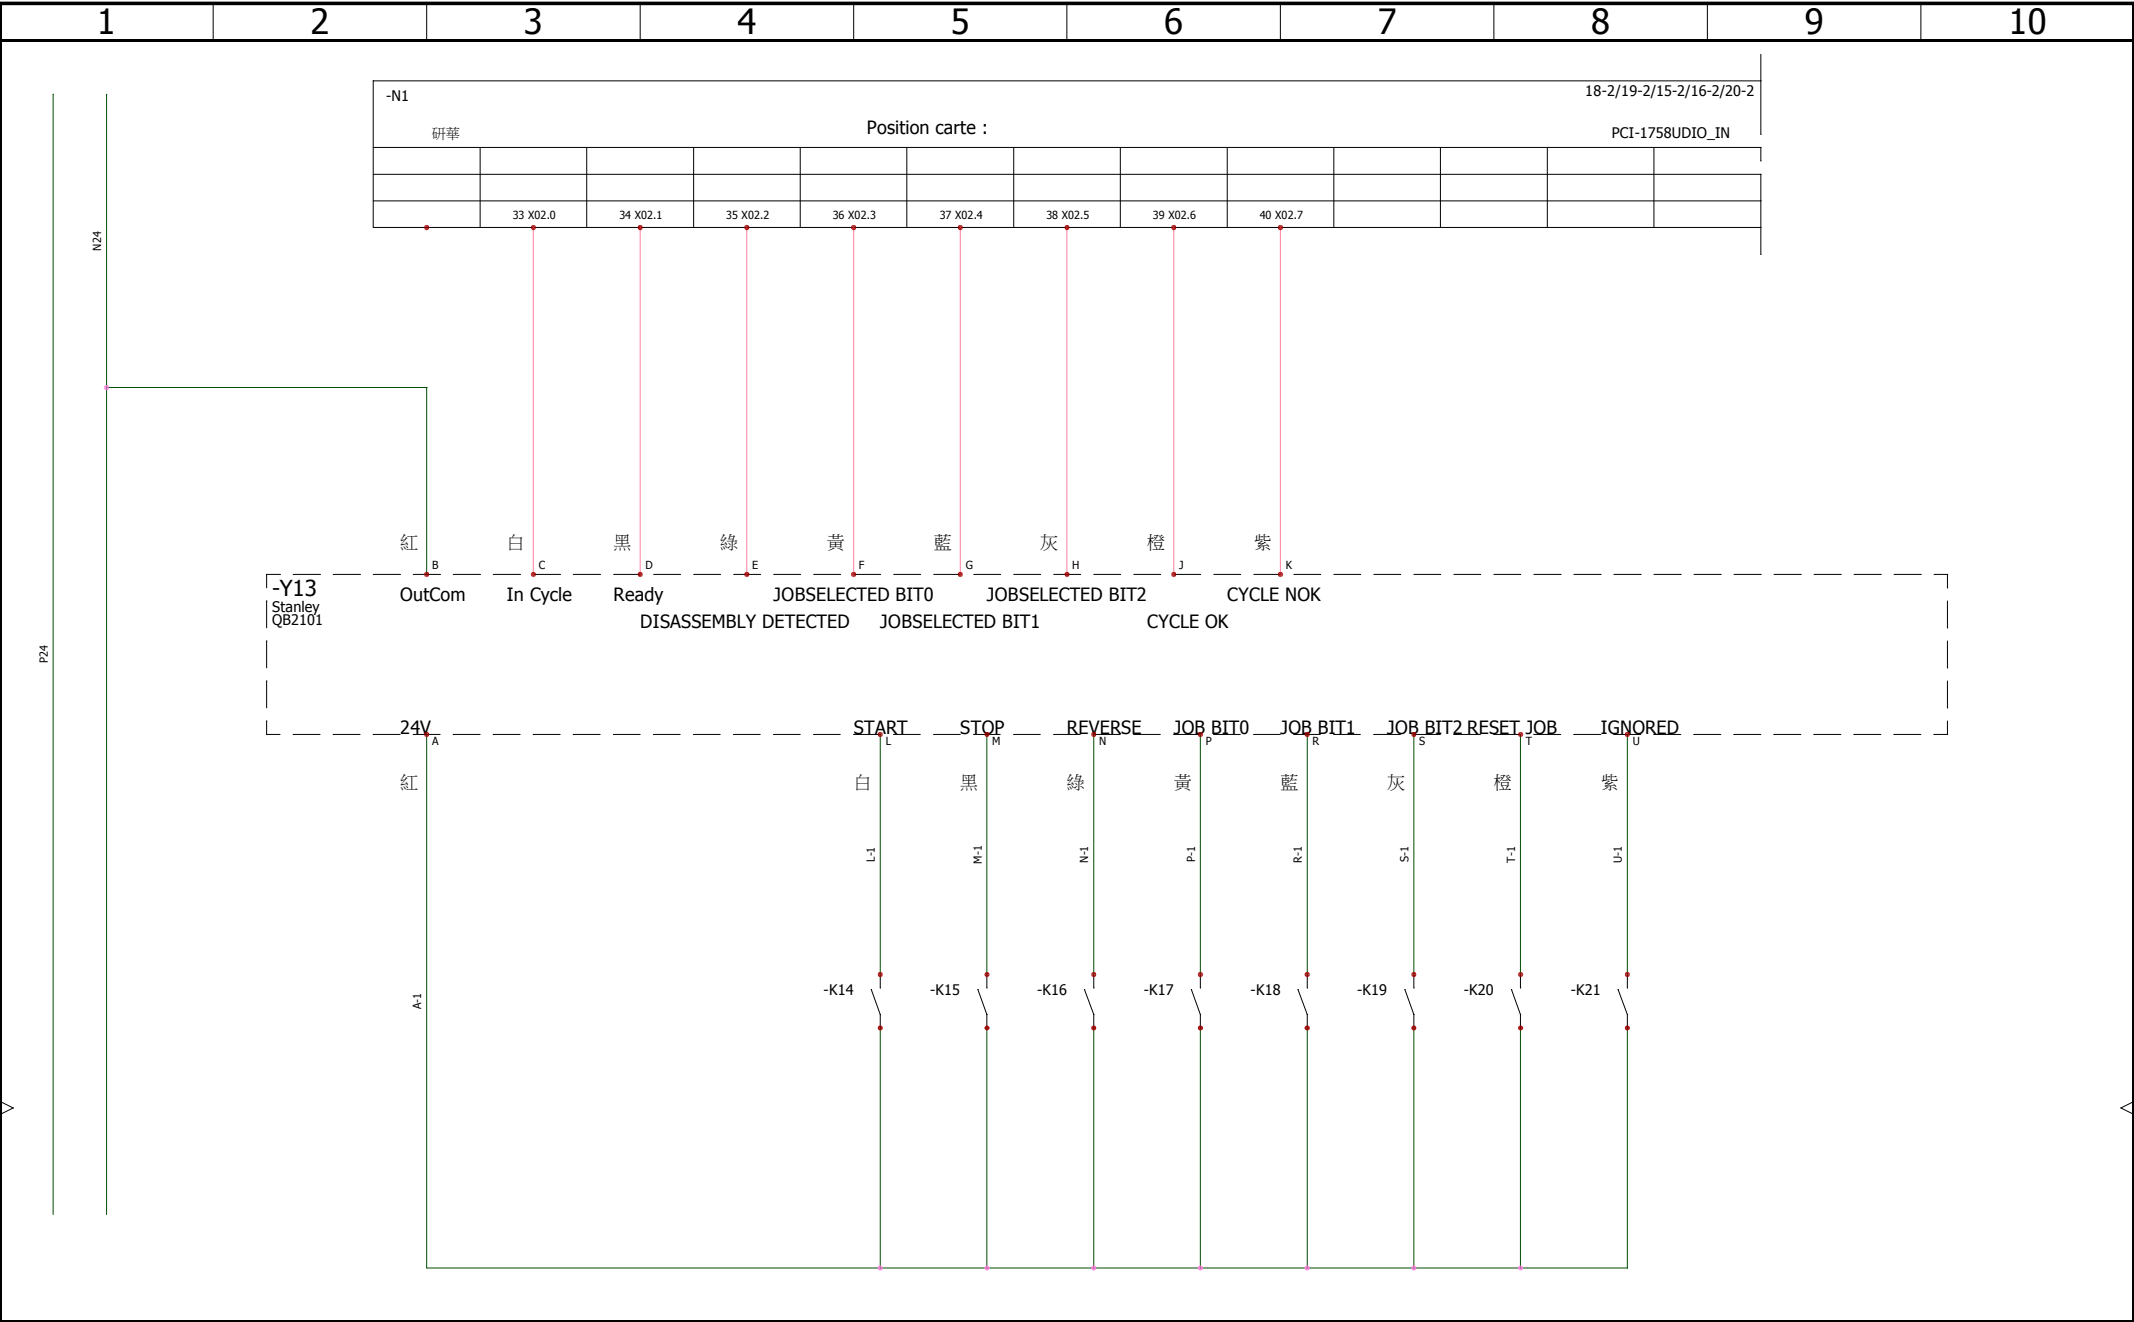 1 2 3 4 5 6 7 8 9 10
-N1 18-2/19-2/15-2/16-2/20-2
研華 Position carte : PCI-1758UDIO_IN
33 X02.0 34 X02.1 35 X02.2 36 X02.3 37 X02.4 38 X02.5 39 X02.6 40 X02.7
N24
紅 白 黑 綠 黃 藍 灰 橙 紫
B C D E F G H J K
-Y13
Stanley
QB2101
OutCom In Cycle Ready JOBSELECTED BIT0 JOBSELECTED BIT2 CYCLE NOK
DISASSEMBLY DETECTED JOBSELECTED BIT1 CYCLE OK
P24
24V START STOP REVERSE JOB BIT0 JOB BIT1 JOB BIT2 RESET JOB IGNORED
A L M N P R S T U
紅 白 黑 綠 黃 藍 灰 橙 紫
L-1 M-1 N-1 P-1 R-1 S-1 T-1 U-1
-K14 -K15 -K16 -K17 -K18 -K19 -K20 -K21
A-1